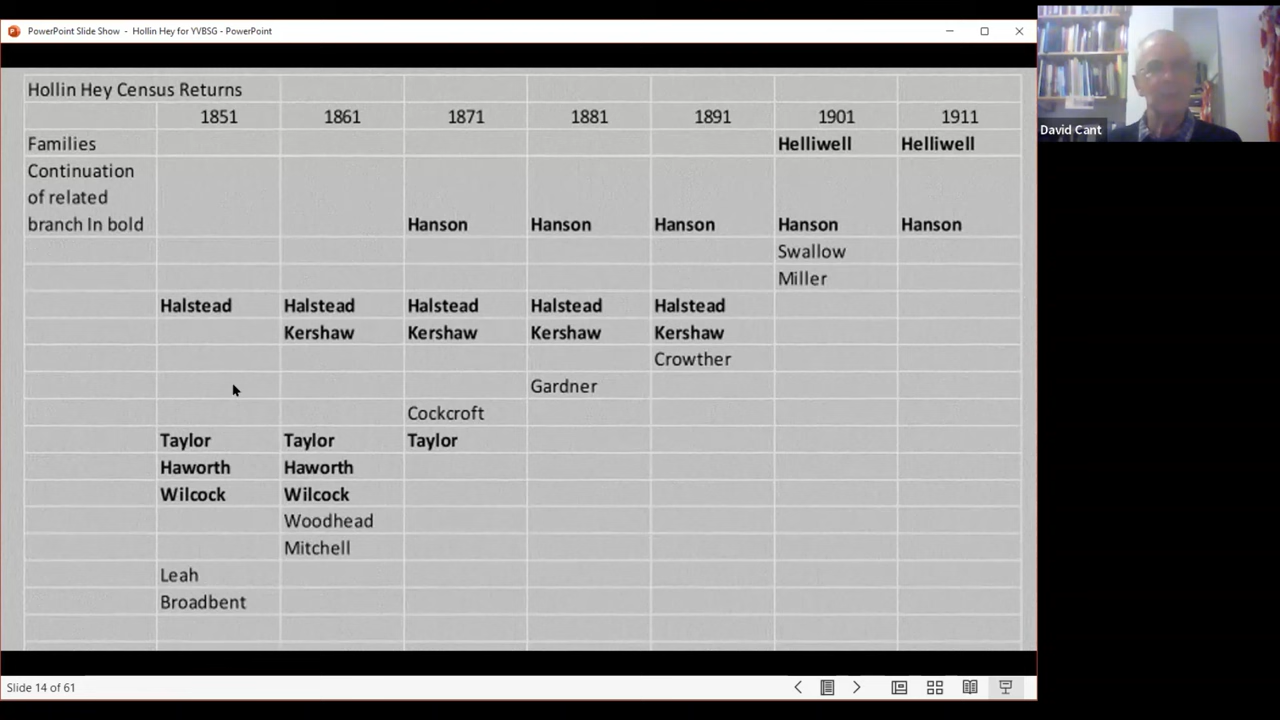 PowerPoint Slide Show - Hollin Hey for YVBSG - PowerPoint
Hollin Hey Census Returns
1851 1861 1871 1881 1891 1901 1911
Families Helliwell Helliwell
Continuation
of related
branch In bold Hanson Hanson Hanson Hanson Hanson
Swallow
Miller
Halstead Halstead Halstead Halstead Halstead
Kershaw Kershaw Kershaw Kershaw
Crowther
Gardner
Cockcroft
Taylor Taylor Taylor
Haworth Haworth
Wilcock Wilcock
Woodhead
Mitchell
Leah
Broadbent
Slide 14 of 61
David Cant